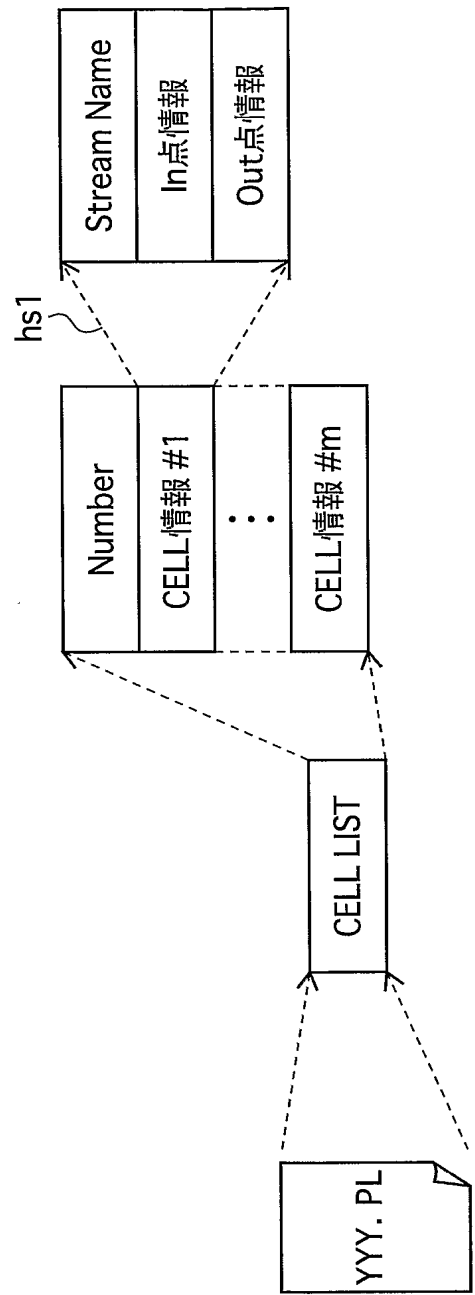 YYY. PL
CELL LIST
Number
CELL情報 #1
CELL情報 #m
hs1
Stream Name
In点情報
Out点情報